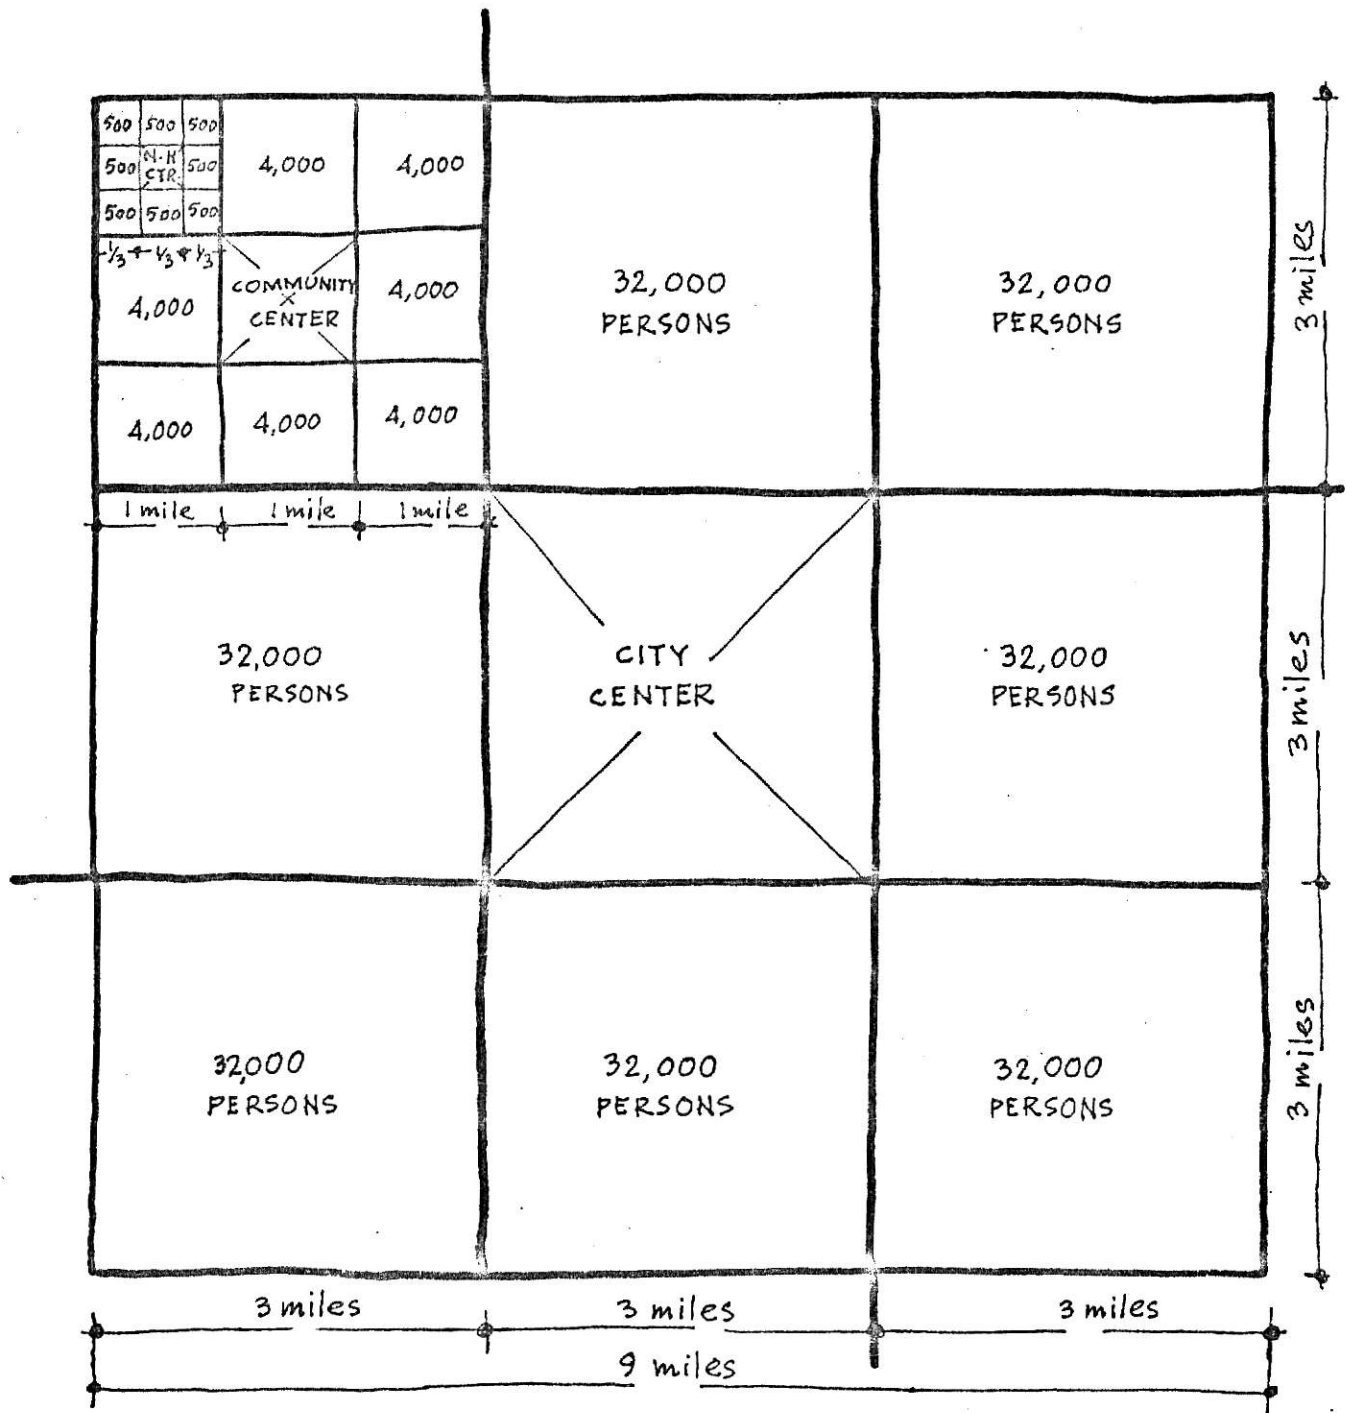 500 500 500
500 N-H 500
CTR.
500 500 500
4,000 4,000
1/3 1/3 1/3
4,000
COMMUNITY
CENTER
4,000
4,000 4,000 4,000
1 mile 1 mile 1 mile
32,000
PERSONS
32,000
PERSONS
3 miles
32,000
PERSONS
CITY
CENTER
32,000
PERSONS
3 miles
32,000
PERSONS
32,000
PERSONS
32,000
PERSONS
3 miles
3 miles 3 miles 3 miles
9 miles